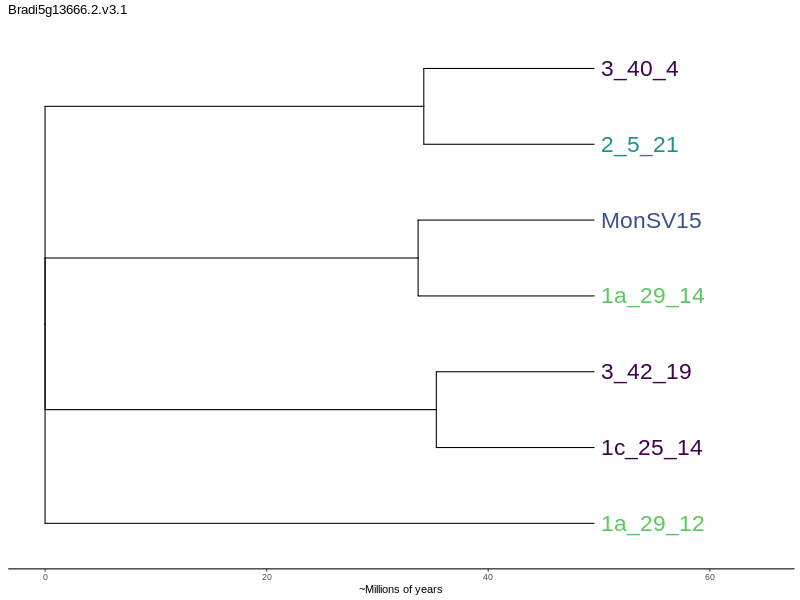 Bradi5g13666.2.v3.1
3_40_4
2_5_21
MonSV15
1a_29_14
3_42_19
1c_25_14
1a_29_12
0 20 40 60
~Millions of years